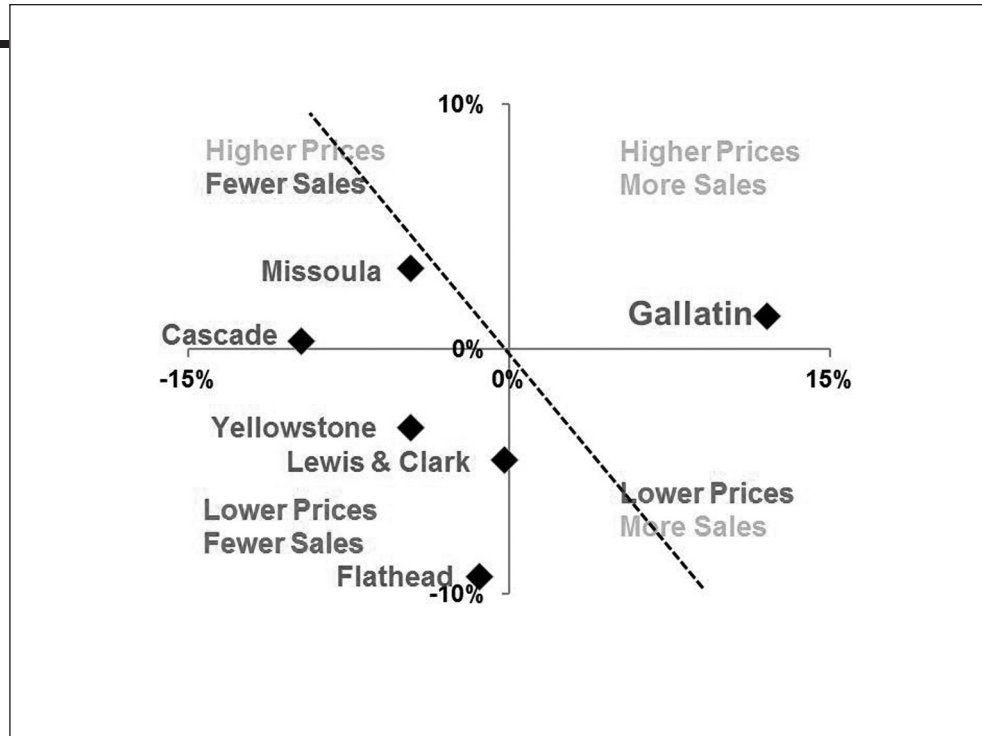 10%
Higher Prices
Fewer Sales
Higher Prices
More Sales
Missoula
Gallatin
Cascade
0%
-15%
0%
15%
Yellowstone
Lewis & Clark
Lower Prices
More Sales
Lower Prices
Fewer Sales
Flathead
-10%